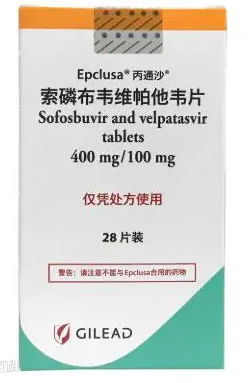 Epclusa® 丙通沙®
索磷布韦维帕他韦片
Sofosbuvir and velpatasvir
tablets
400 mg/100 mg
仅凭处方使用
28 片装
警告：请注意不能与Epclusa合用的药物
GILEAD